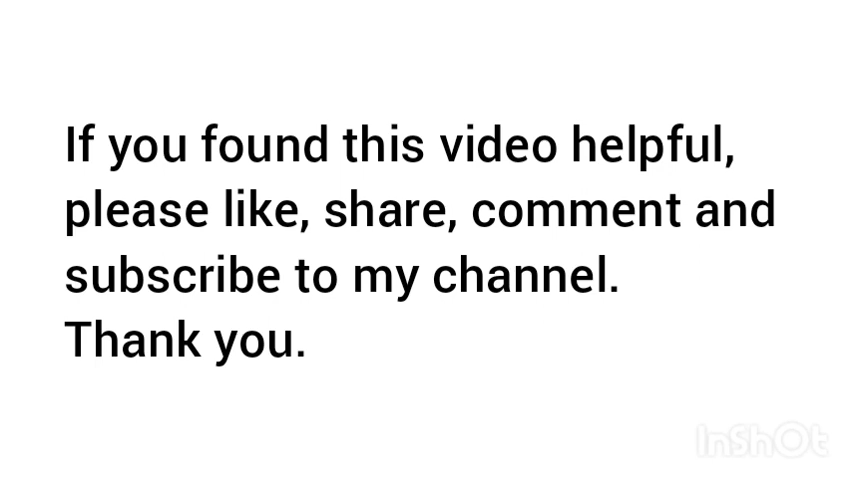 If you found this video helpful,
please like, share, comment and
subscribe to my channel.
Thank you.
InShOt